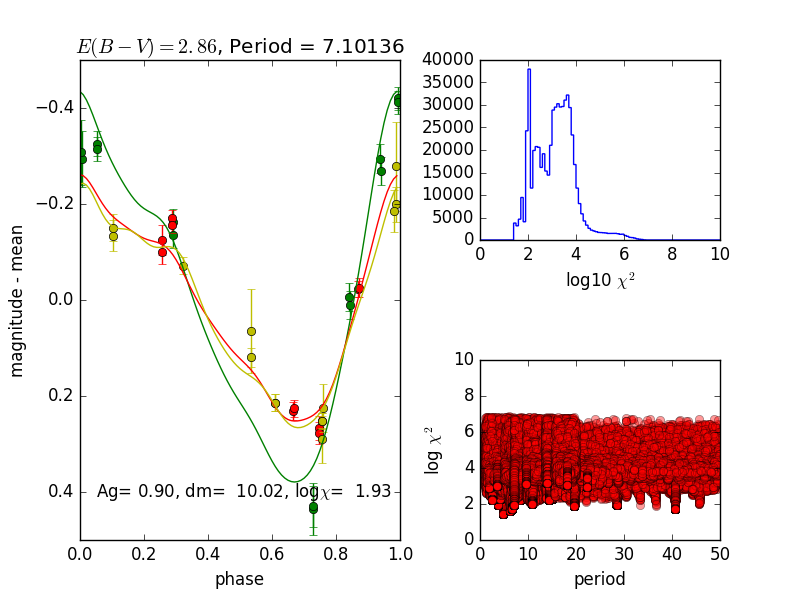 E(B − V) = 2.86, Period = 7.10136
magnitude - mean
−0.4
−0.2
0.0
0.2
0.4
Ag= 0.90, dm=  10.02, logχ=  1.93
0.0 0.2 0.4 0.6 0.8 1.0
phase
40000
35000
30000
25000
20000
15000
10000
5000
0
0 2 4 6 8 10
log10 χ²
log χ²
10
8
6
4
2
0
0 10 20 30 40 50
period